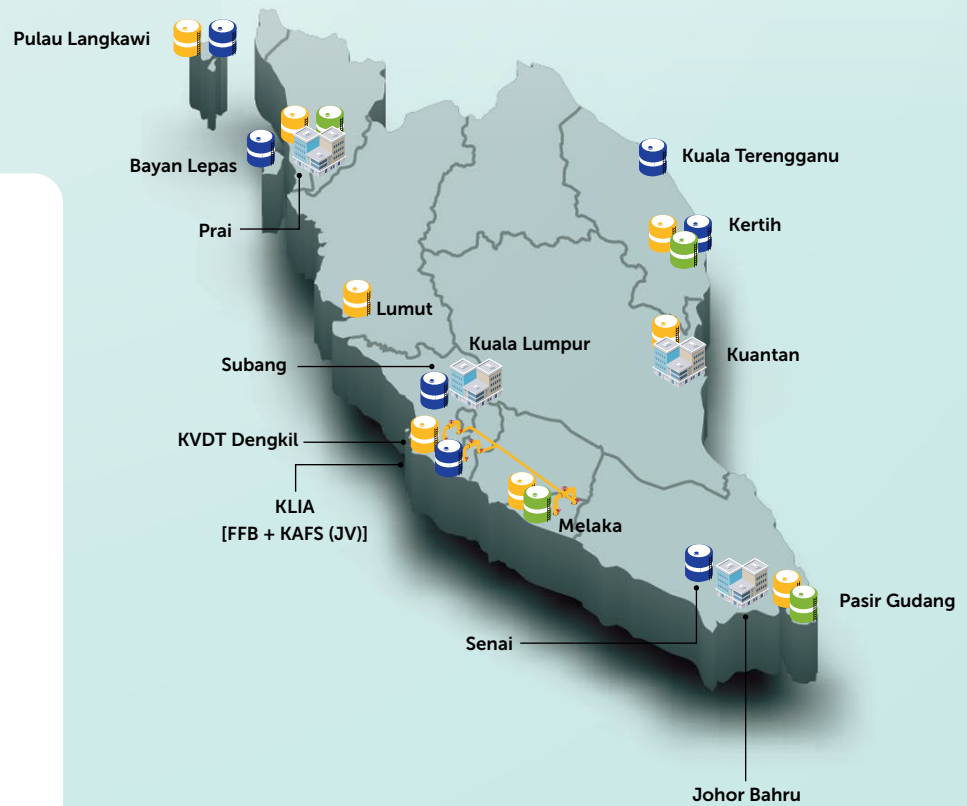 Pulau Langkawi
Bayan Lepas
Prai
Kuala Terengganu
Kertih
Lumut
Kuala Lumpur
Kuantan
Subang
KVDT Dengkil
KLIA
[FFB + KAFS (JV)]
Melaka
Pasir Gudang
Senai
Johor Bahru